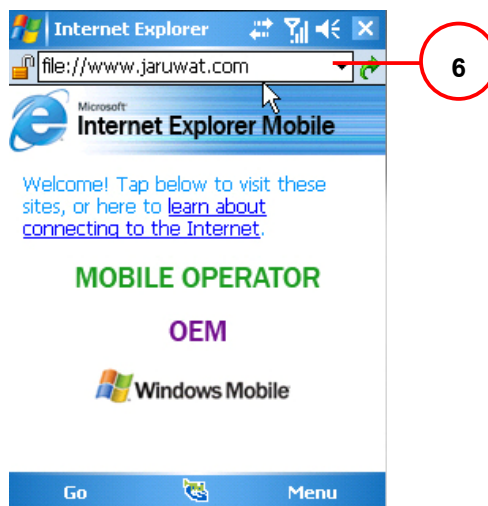 Internet Explorer
file://www.jaruwat.com
6
Microsoft
Internet Explorer Mobile
Welcome! Tap below to visit these
sites, or here to learn about
connecting to the Internet.
MOBILE OPERATOR
OEM
Windows Mobile
Go Menu